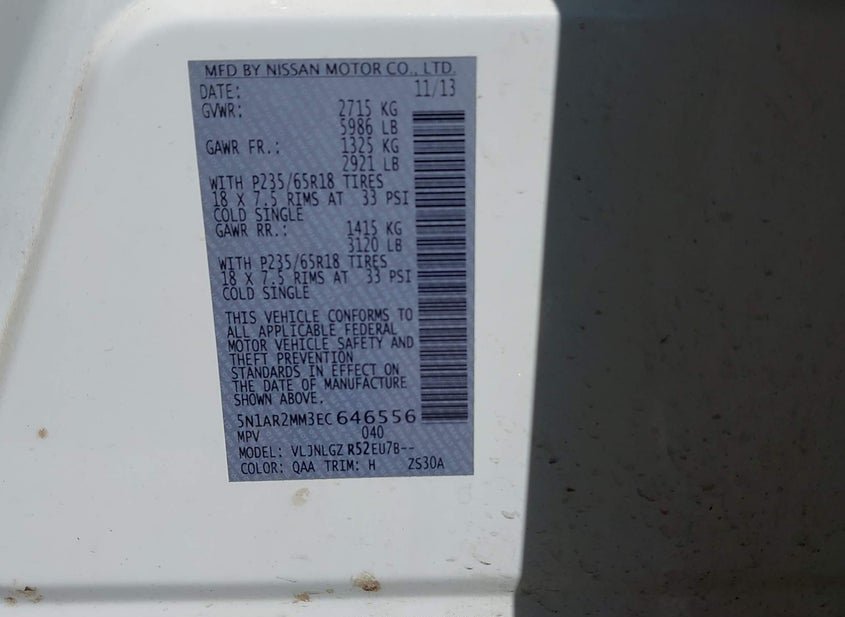 MFD BY NISSAN MOTOR CO., LTD.
DATE: 11/13
GVWR: 2715 KG
5986 LB
GAWR FR.: 1325 KG
2921 LB
WITH P235/65R18 TIRES
18 X 7.5 RIMS AT 33 PSI
COLD SINGLE
GAWR RR.: 1415 KG
3120 LB
WITH P235/65R18 TIRES
18 X 7.5 RIMS AT 33 PSI
COLD SINGLE
THIS VEHICLE CONFORMS TO
ALL APPLICABLE FEDERAL
MOTOR VEHICLE SAFETY AND
THEFT PREVENTION
STANDARDS IN EFFECT ON
THE DATE OF MANUFACTURE
SHOWN ABOVE.
5N1AR2MM3EC646556
MPV 040
MODEL: VLJNLGZ R52EU7B--
COLOR: QAA TRIM: H ZS30A